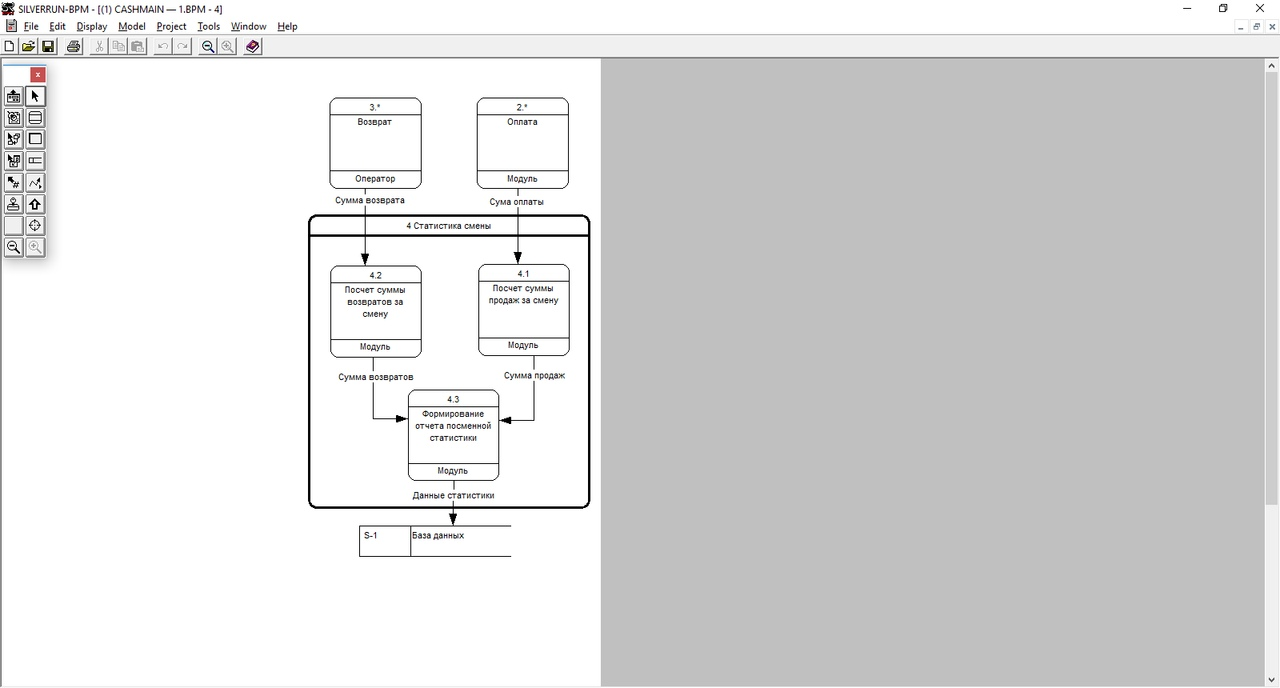 SILVERRUN-BPM - [(1) CASHMAIN — 1.BPM - 4]
File Edit Display Model Project Tools Window Help
3.*
Возврат
Оператор
2.*
Оплата
Модуль
Сумма возврата
Сума оплаты
4 Статистика смены
4.2
Посчет суммы
возвратов за
смену
Модуль
4.1
Посчет суммы
продаж за смену
Модуль
Сумма возвратов
Сумма продаж
4.3
Формирование
отчета посменной
статистики
Модуль
Данные статистики
S-1
База данных